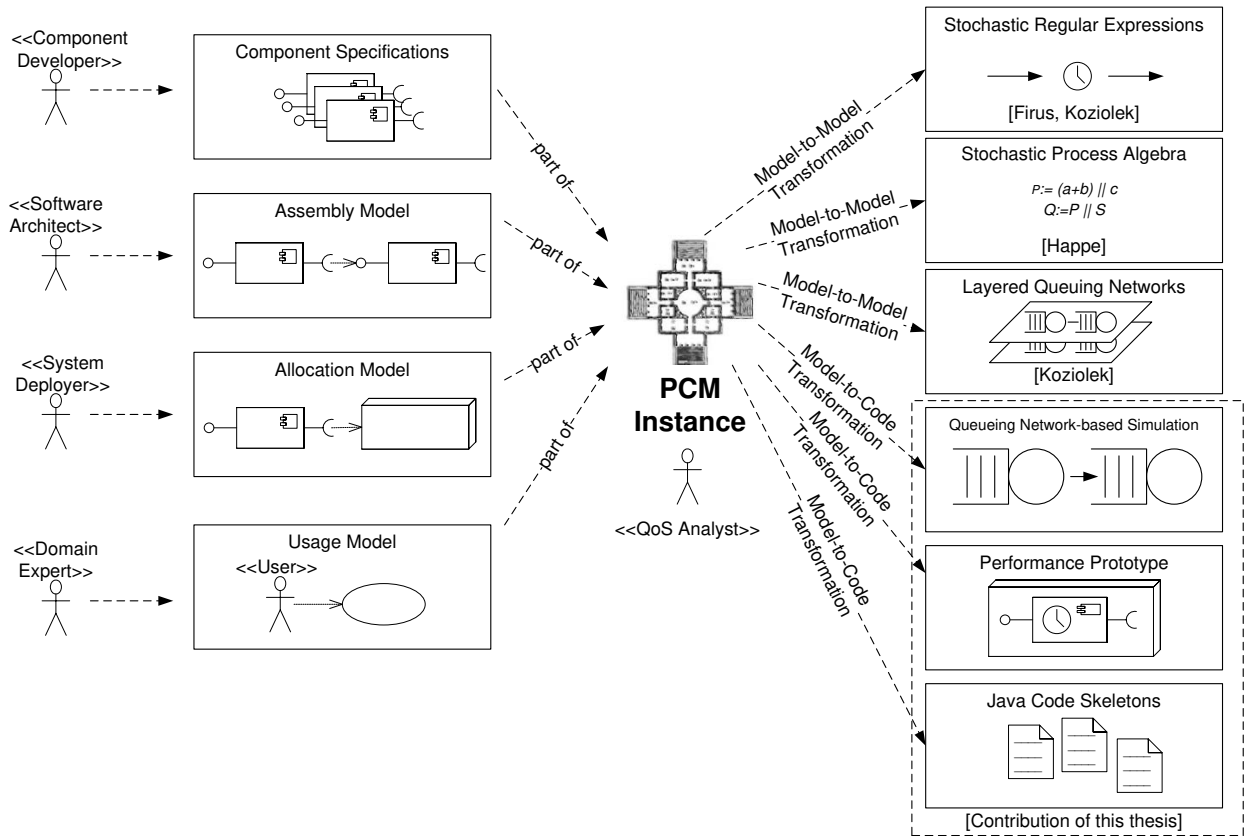 <<Component
Developer>>
Component Specifications
part of
<<Software
Architect>>
Assembly Model
part of
<<System
Deployer>>
Allocation Model
part of
<<Domain
Expert>>
Usage Model
<<User>>
part of
PCM
Instance
<<QoS Analyst>>
Model-to-Model
Transformation
Stochastic Regular Expressions
[Firus, Koziolek]
Model-to-Model
Transformation
Stochastic Process Algebra
P:= (a+b) || c
Q:=P || S
[Happe]
Model-to-Model
Transformation
Layered Queuing Networks
[Koziolek]
Model-to-Code
Transformation
Queueing Network-based Simulation
Model-to-Code
Transformation
Performance Prototype
Model-to-Code
Transformation
Java Code Skeletons
[Contribution of this thesis]